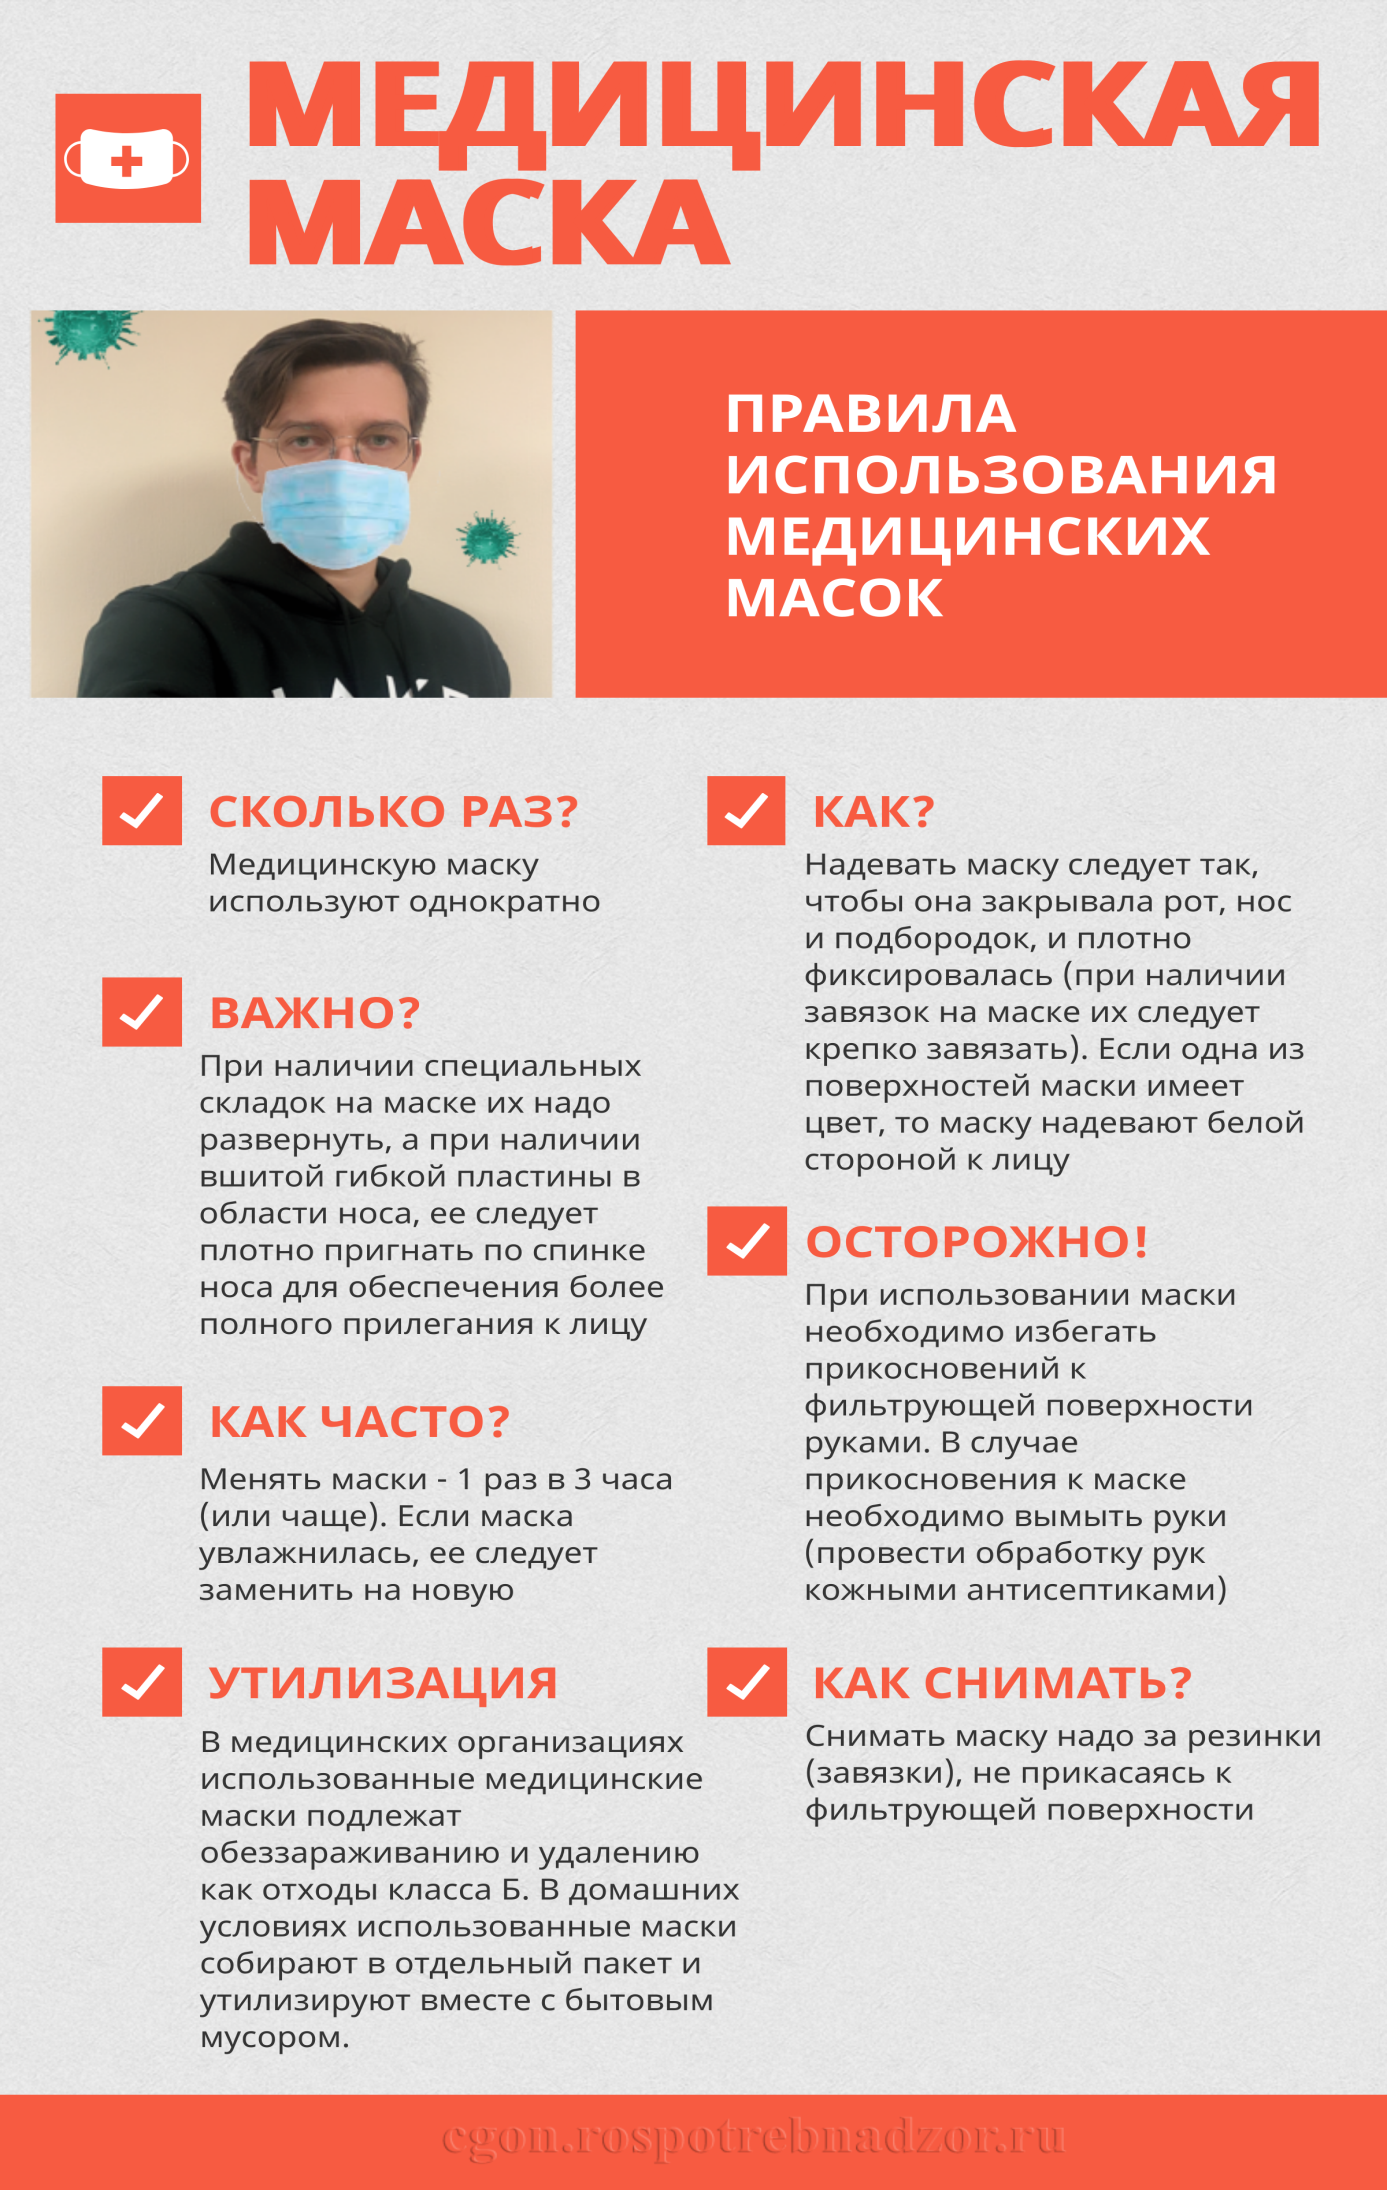 МЕДИЦИНСКАЯ
МАСКА
ПРАВИЛА
ИСПОЛЬЗОВАНИЯ
МЕДИЦИНСКИХ
МАСОК
СКОЛЬКО РАЗ?
Медицинскую маску
используют однократно
ВАЖНО?
При наличии специальных
складок на маске их надо
развернуть, а при наличии
вшитой гибкой пластины в
области носа, ее следует
плотно пригнать по спинке
носа для обеспечения более
полного прилегания к лицу
КАК ЧАСТО?
Менять маски - 1 раз в 3 часа
(или чаще). Если маска
увлажнилась, ее следует
заменить на новую
УТИЛИЗАЦИЯ
В медицинских организациях
использованные медицинские
маски подлежат
обеззараживанию и удалению
как отходы класса Б. В домашних
условиях использованные маски
собирают в отдельный пакет и
утилизируют вместе с бытовым
мусором.
КАК?
Надевать маску следует так,
чтобы она закрывала рот, нос
и подбородок, и плотно
фиксировалась (при наличии
завязок на маске их следует
крепко завязать). Если одна из
поверхностей маски имеет
цвет, то маску надевают белой
стороной к лицу
ОСТОРОЖНО!
При использовании маски
необходимо избегать
прикосновений к
фильтрующей поверхности
руками. В случае
прикосновения к маске
необходимо вымыть руки
(провести обработку рук
кожными антисептиками)
КАК СНИМАТЬ?
Снимать маску надо за резинки
(завязки), не прикасаясь к
фильтрующей поверхности
cgon.rospotrebnadzor.ru